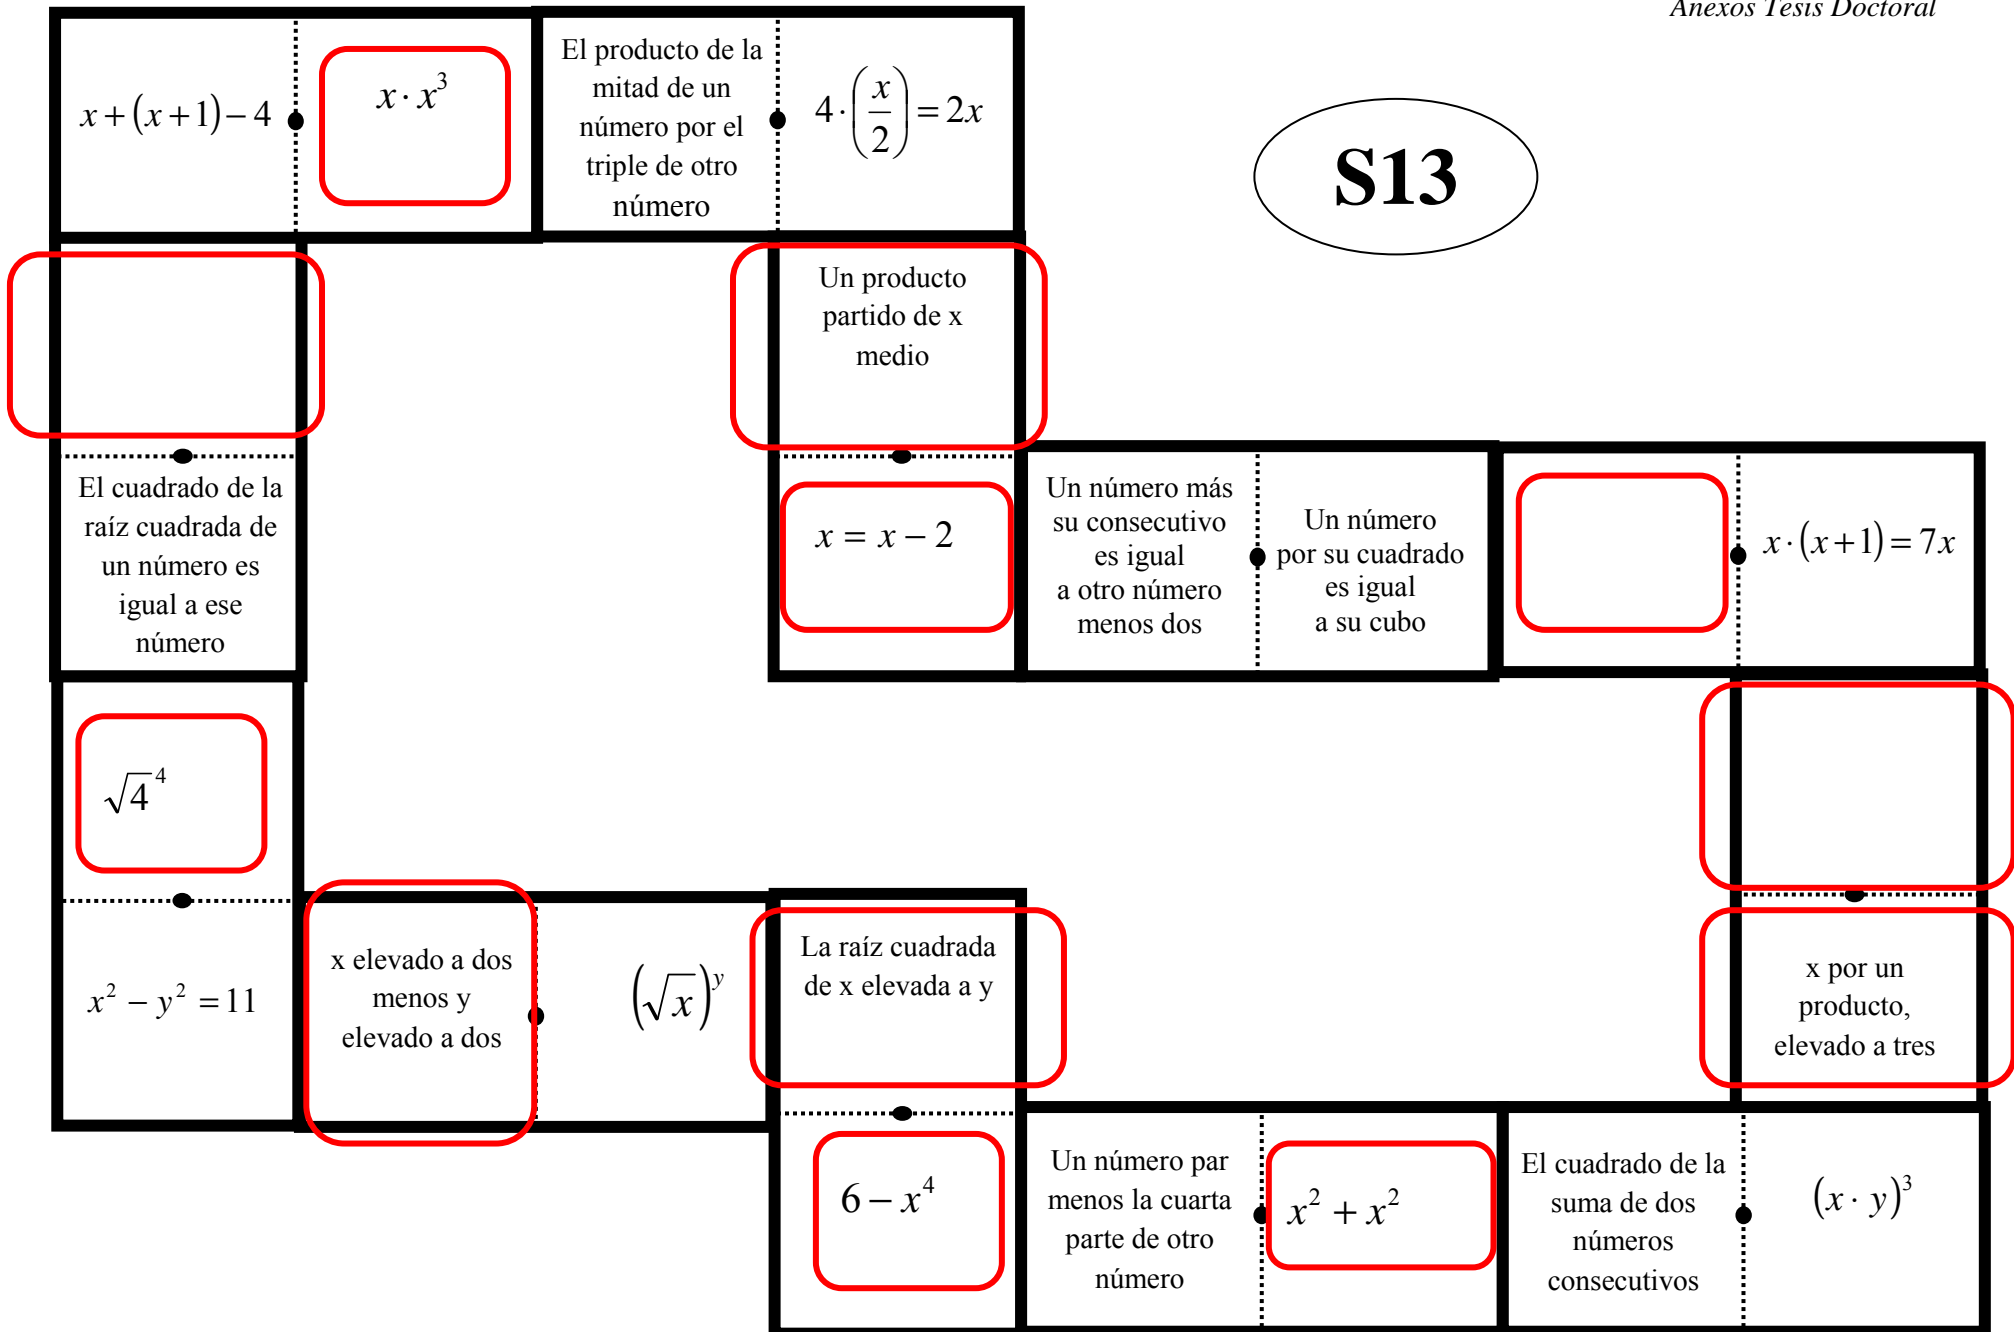 Anexos Tesis Doctoral
x + (x + 1) − 4
x · x³
El producto de la
mitad de un
número por el
triple de otro
número
4 · (x/2) = 2x
S13
Un producto
partido de x
medio
El cuadrado de la
raíz cuadrada de
un número es
igual a ese
número
x = x − 2
Un número más
su consecutivo
es igual
a otro número
menos dos
Un número
por su cuadrado
es igual
a su cubo
x · (x + 1) = 7x
√4⁴
x² − y² = 11
x elevado a dos
menos y
elevado a dos
(√x)^y
La raíz cuadrada
de x elevada a y
x por un
producto,
elevado a tres
6 − x⁴
Un número par
menos la cuarta
parte de otro
número
x² + x²
El cuadrado de la
suma de dos
números
consecutivos
(x · y)³